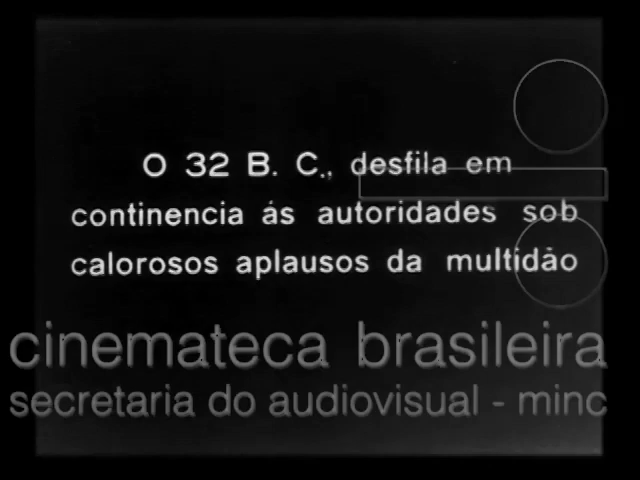 O 32 B. C., desfila em
continencia ás autoridades sob
calorosos aplausos da multidão
cinemateca brasileira
secretaria do audiovisual - minc